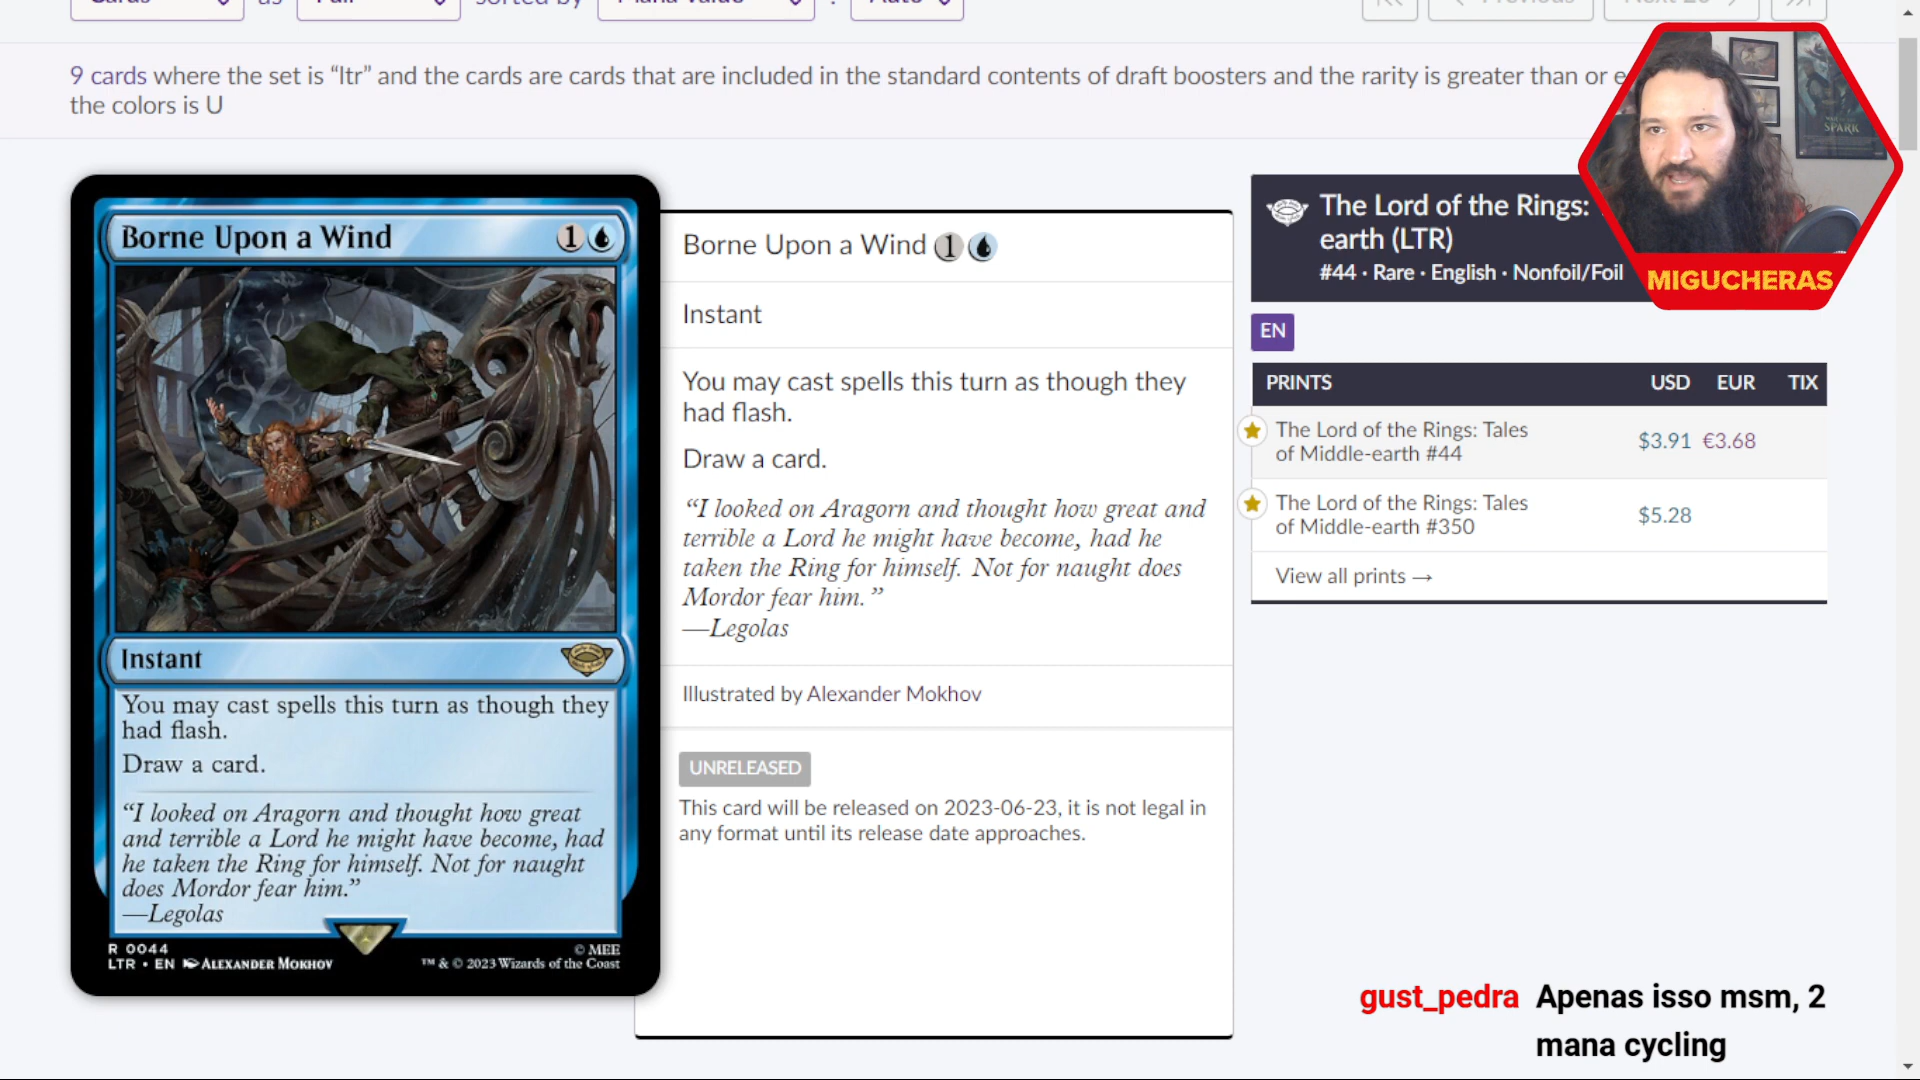 9 cards where the set is “ltr” and the cards are cards that are included in the standard contents of draft boosters and the rarity is greater than or
the colors is U
Borne Upon a Wind 1
Instant
You may cast spells this turn as though they
had flash.
Draw a card.
“I looked on Aragorn and thought how great
and terrible a Lord he might have become, had
he taken the Ring for himself. Not for naught
does Mordor fear him.”
—Legolas
R 0044
LTR • EN ALEXANDER MOKHOV
© MEE
™ & © 2023 Wizards of the Coast
Borne Upon a Wind 1
Instant
You may cast spells this turn as though they
had flash.
Draw a card.
“I looked on Aragorn and thought how great and
terrible a Lord he might have become, had he
taken the Ring for himself. Not for naught does
Mordor fear him.”
—Legolas
Illustrated by Alexander Mokhov
UNRELEASED
This card will be released on 2023-06-23, it is not legal in
any format until its release date approaches.
The Lord of the Rings:
earth (LTR)
#44 · Rare · English · Nonfoil/Foil
EN
PRINTS USD EUR TIX
The Lord of the Rings: Tales
of Middle-earth #44
$3.91 €3.68
The Lord of the Rings: Tales
of Middle-earth #350
$5.28
View all prints →
SPARK
MIGUCHERAS
gust_pedra Apenas isso msm, 2
mana cycling